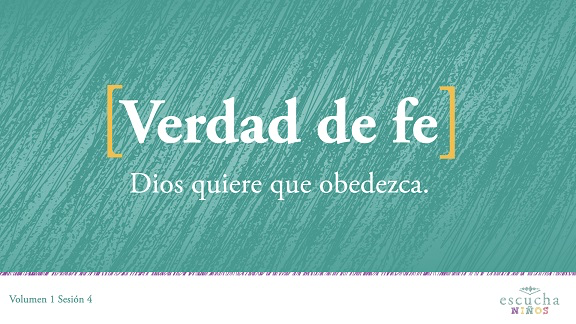 [Verdad de fe]
Dios quiere que obedezca.
Volumen 1 Sesión 4
escucha
NIÑOS